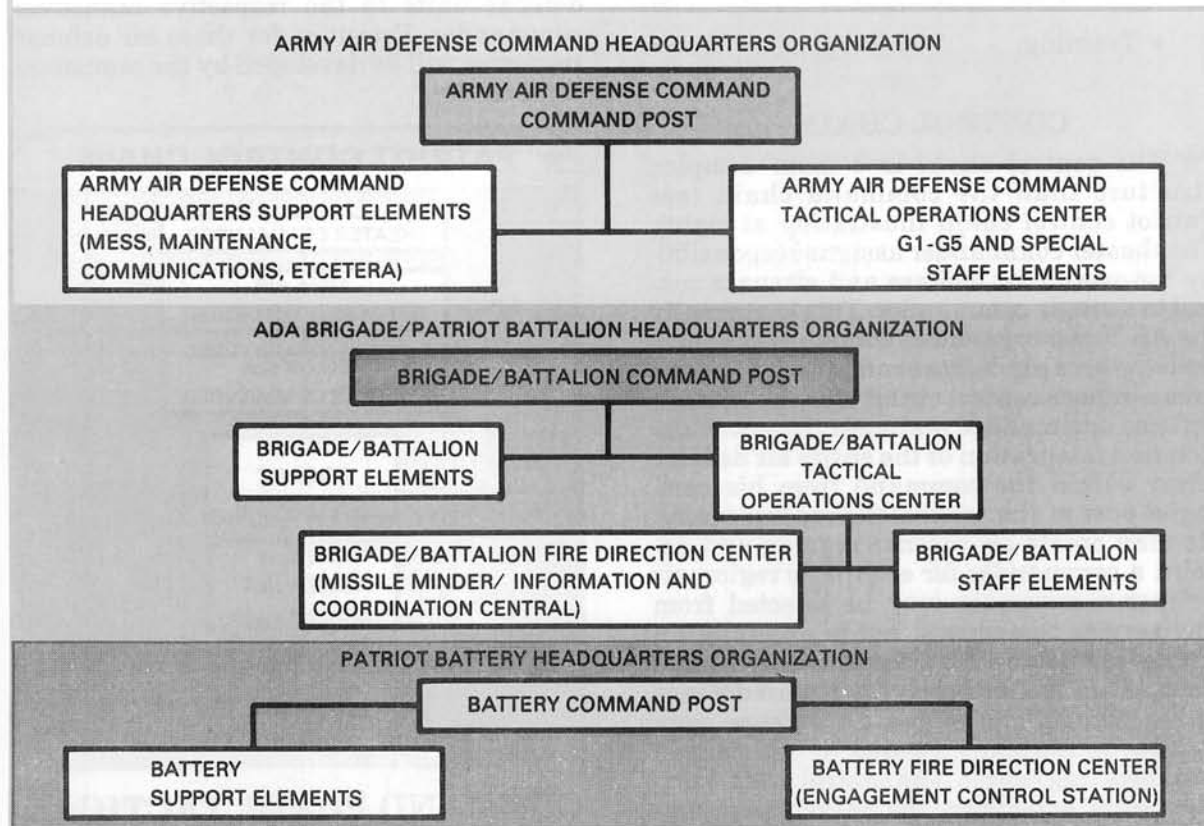 ARMY AIR DEFENSE COMMAND HEADQUARTERS ORGANIZATION
ARMY AIR DEFENSE COMMAND
COMMAND POST
ARMY AIR DEFENSE COMMAND
HEADQUARTERS SUPPORT ELEMENTS
(MESS, MAINTENANCE,
COMMUNICATIONS, ETCETERA)
ARMY AIR DEFENSE COMMAND
TACTICAL OPERATIONS CENTER
G1-G5 AND SPECIAL
STAFF ELEMENTS
ADA BRIGADE/PATRIOT BATTALION HEADQUARTERS ORGANIZATION
BRIGADE/BATTALION COMMAND POST
BRIGADE/BATTALION
SUPPORT ELEMENTS
BRIGADE/BATTALION
TACTICAL
OPERATIONS CENTER
BRIGADE/BATTALION FIRE DIRECTION CENTER
(MISSILE MINDER/ INFORMATION AND
COORDINATION CENTRAL)
BRIGADE/BATTALION
STAFF ELEMENTS
PATRIOT BATTERY HEADQUARTERS ORGANIZATION
BATTERY COMMAND POST
BATTERY
SUPPORT ELEMENTS
BATTERY FIRE DIRECTION CENTER
(ENGAGEMENT CONTROL STATION)